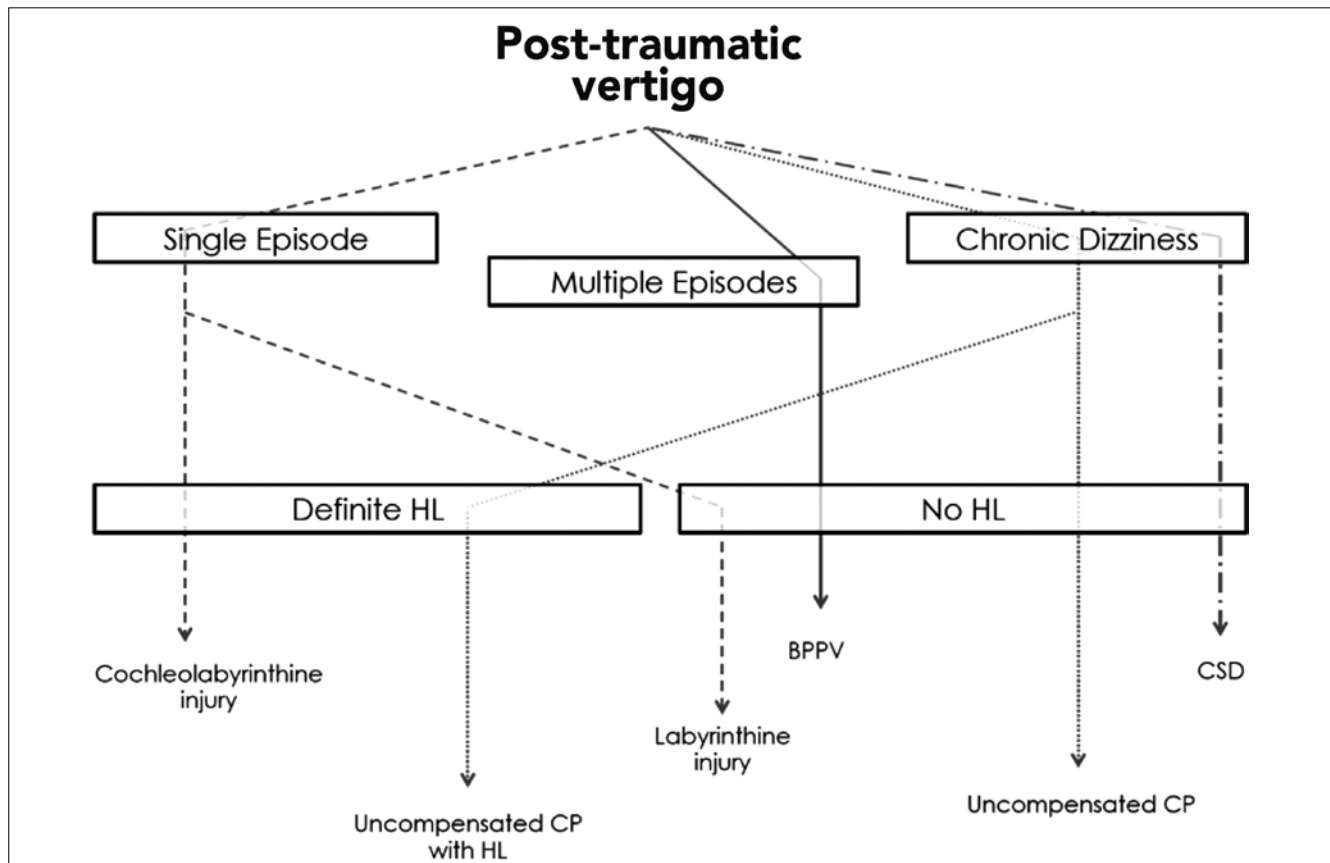 Post-traumatic
vertigo
Single Episode
Multiple Episodes
Chronic Dizziness
Definite HL
No HL
Cochleolabyrinthine
injury
Uncompensated CP
with HL
Labyrinthine
injury
BPPV
Uncompensated CP
CSD